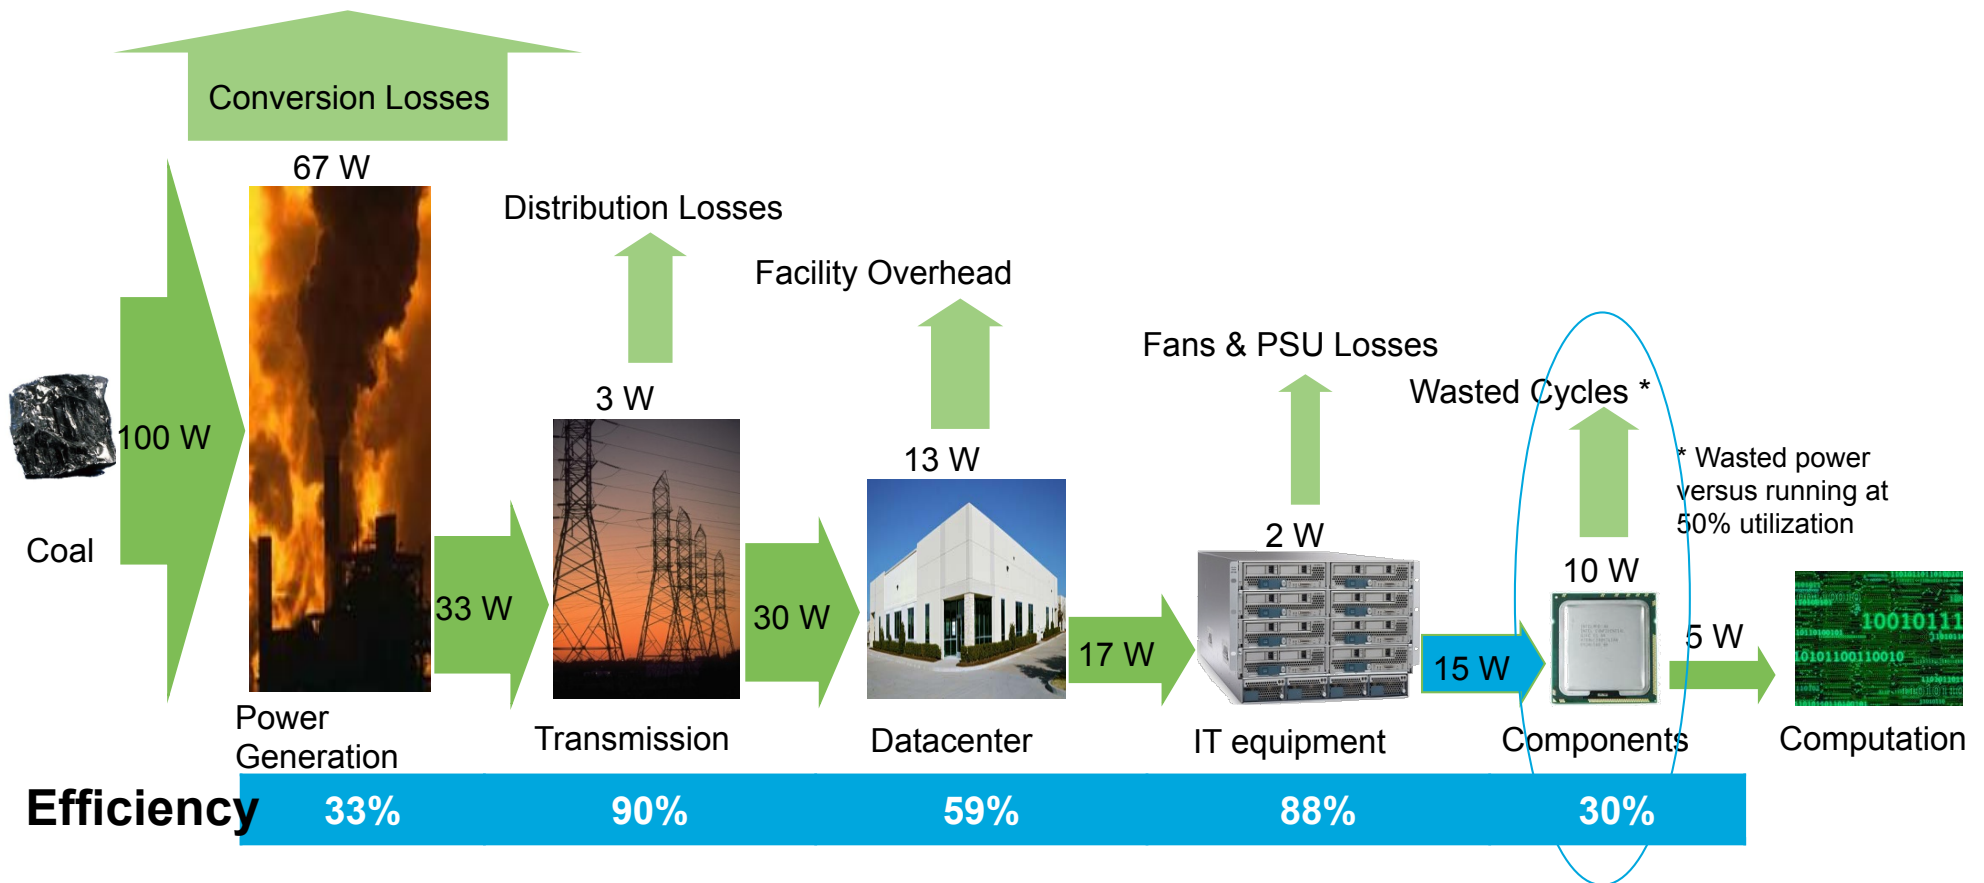 Conversion Losses
67 W
Distribution Losses
Facility Overhead
Fans & PSU Losses
Wasted Cycles *
3 W
100 W
13 W
* Wasted power
versus running at
50% utilization
2 W
Coal
10 W
33 W
30 W
17 W
15 W
5 W
10010111
10101100110010
Power
Generation
Transmission
Datacenter
IT equipment
Components
Computation
Efficiency
33%
90%
59%
88%
30%